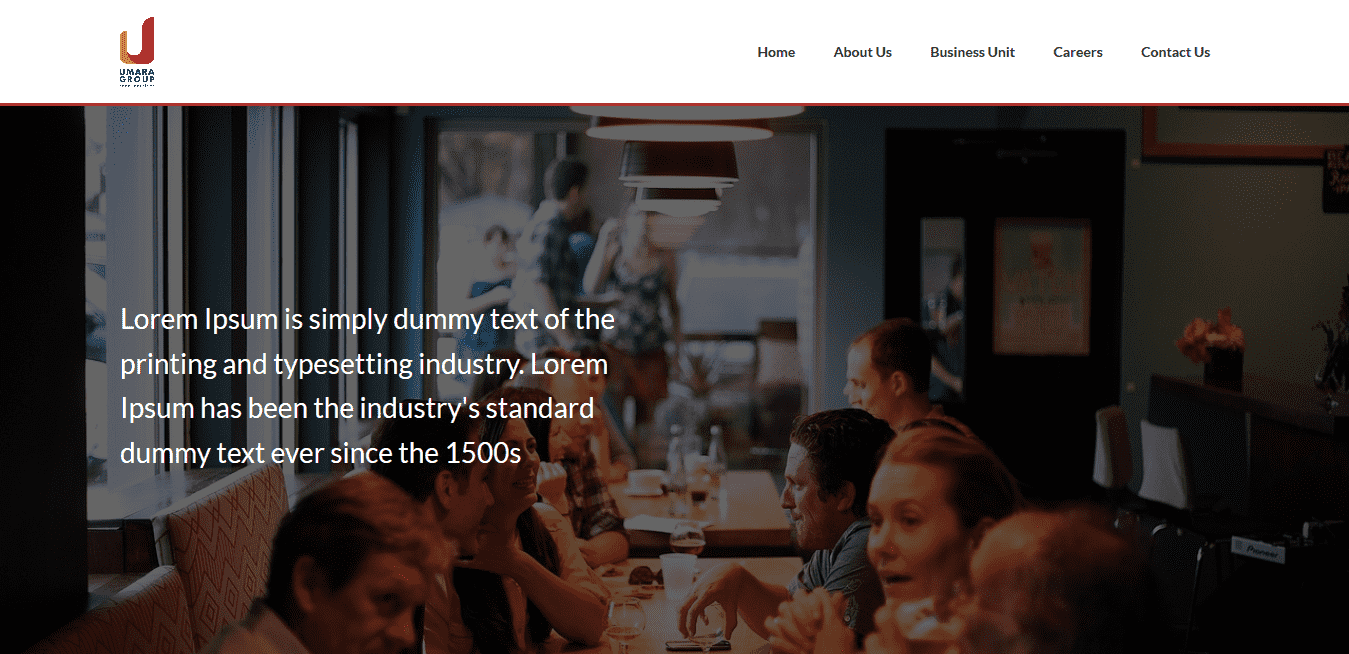 UMARA
GROUP
Home
About Us
Business Unit
Careers
Contact Us
Lorem Ipsum is simply dummy text of the
printing and typesetting industry. Lorem
Ipsum has been the industry's standard
dummy text ever since the 1500s
Pioneer